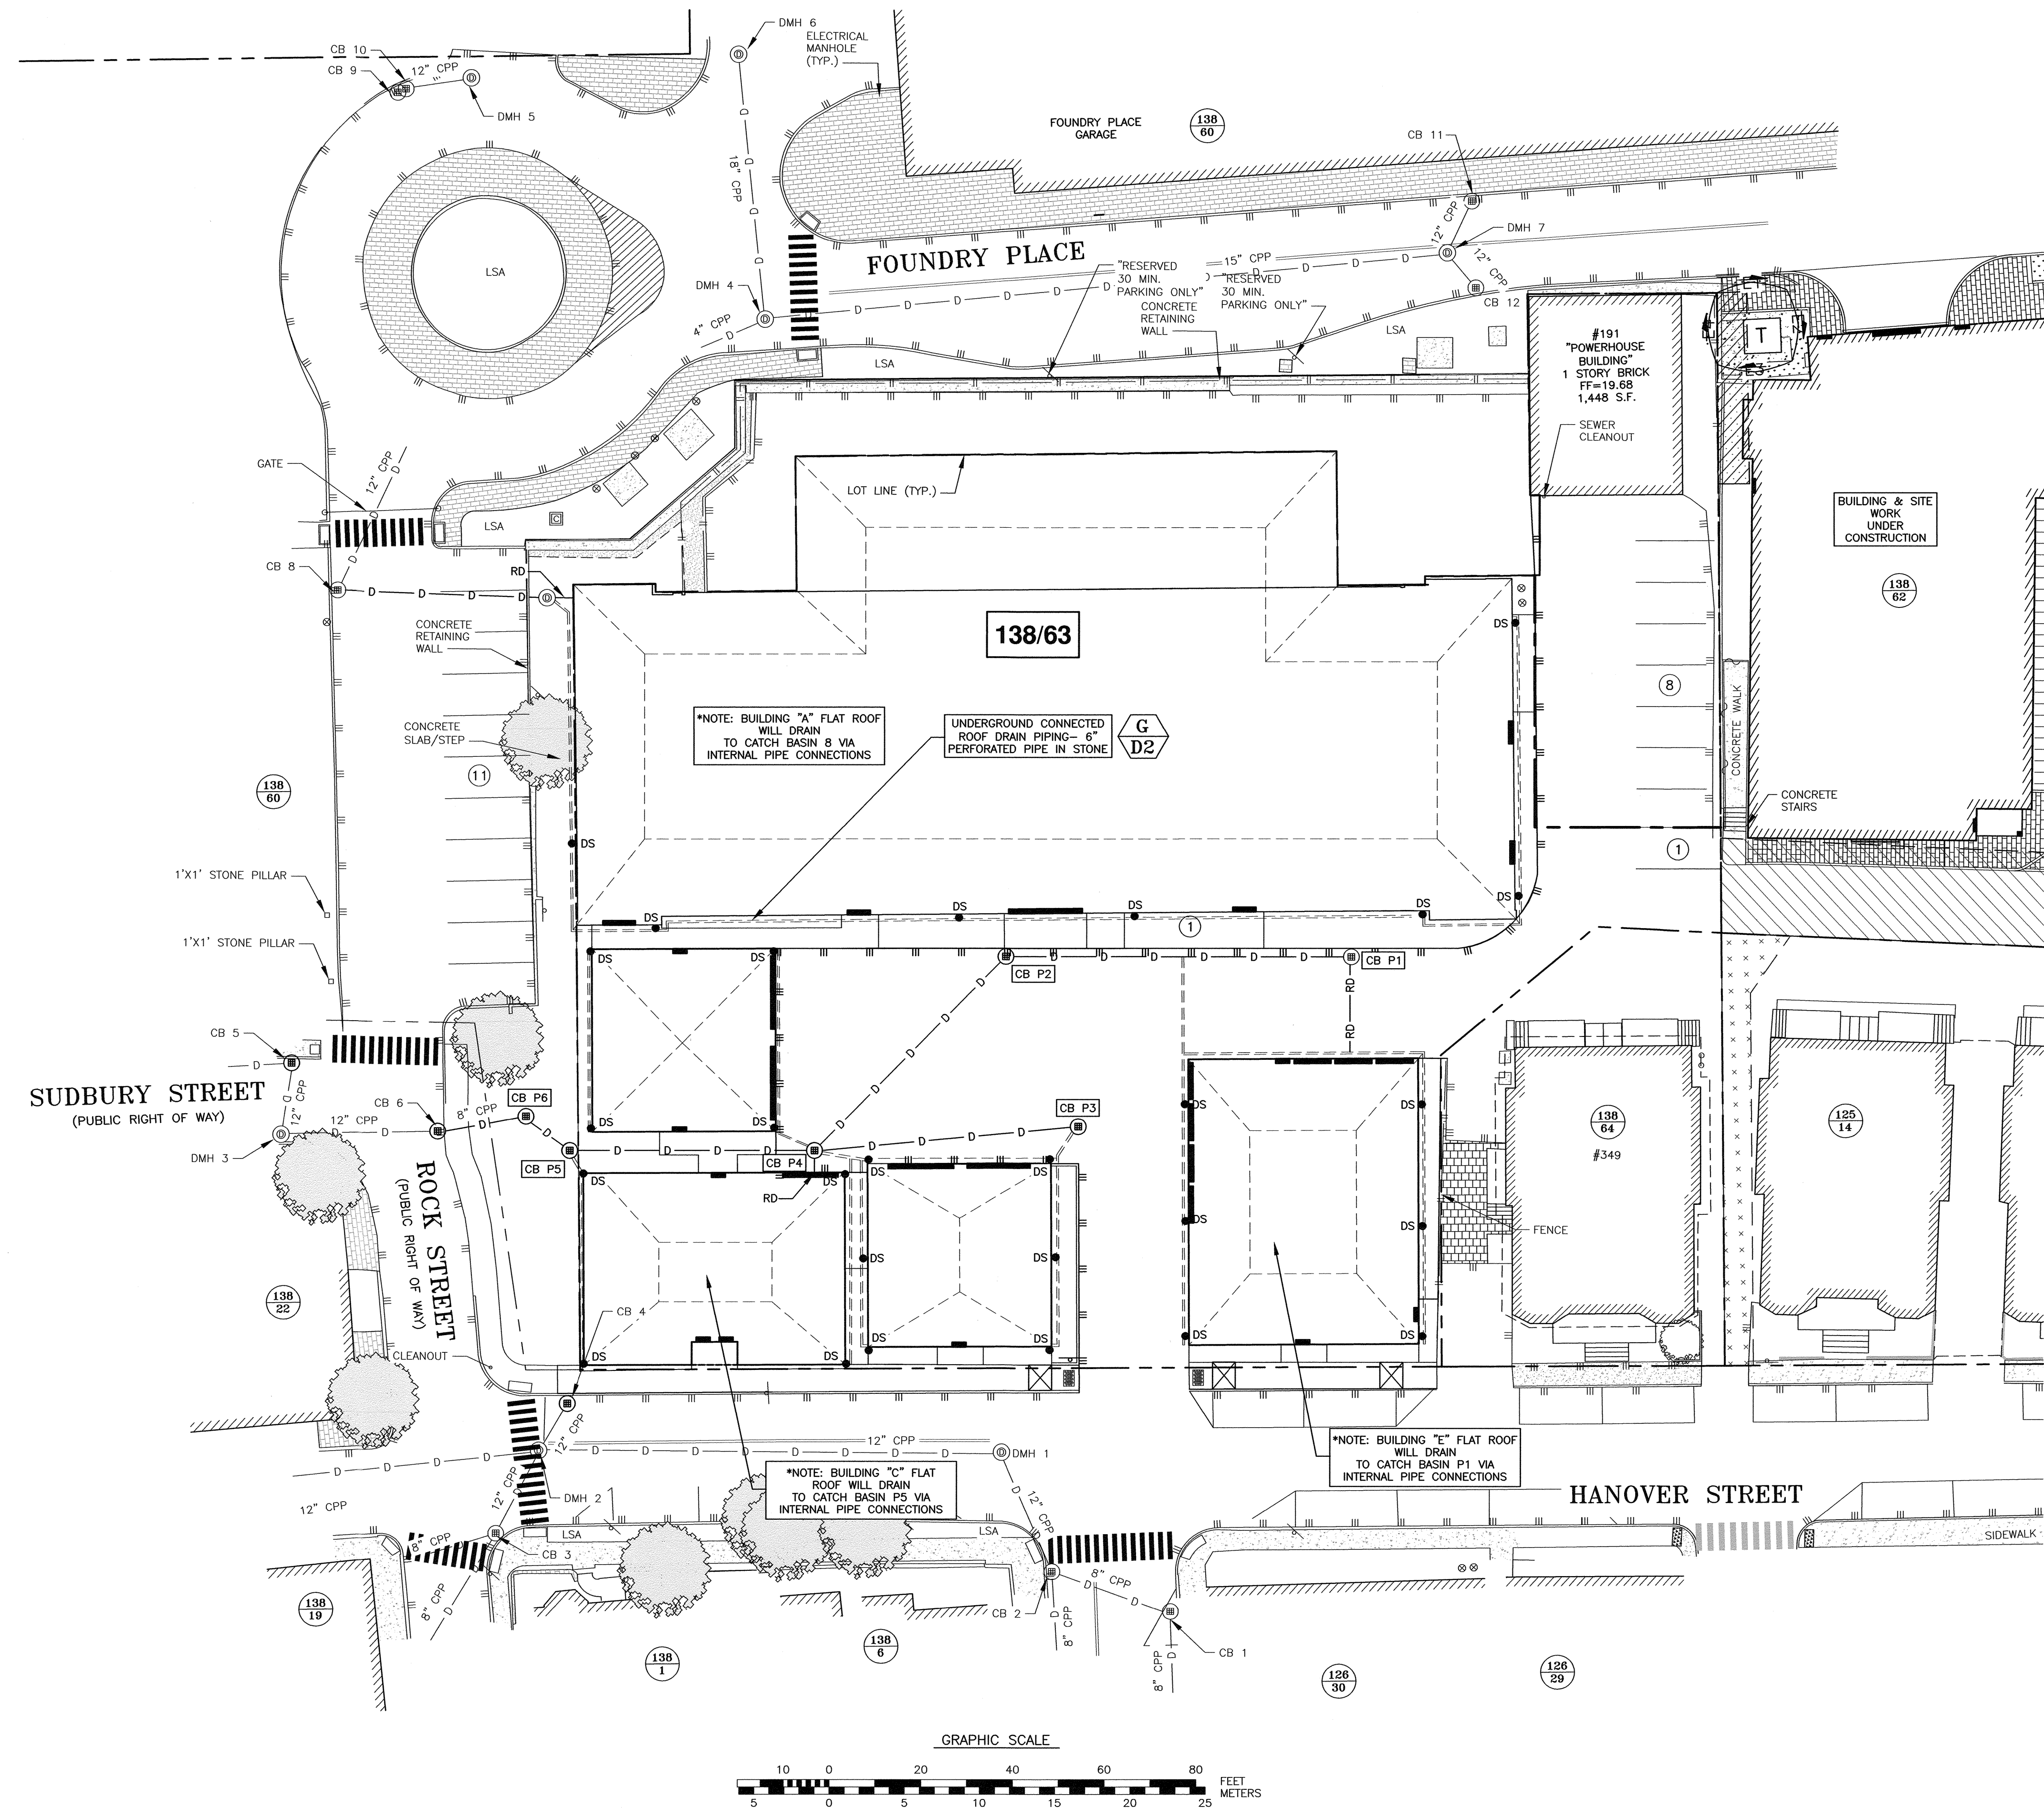 DMH 6
ELECTRICAL
MANHOLE
(TYP.)
CB 10
CB 9
12" CPP
DMH 5
FOUNDRY PLACE
GARAGE
138
60
CB 11
18" CPP
12" CPP
DMH 7
12" CPP
FOUNDRY PLACE
15" CPP
"RESERVED
30 MIN.
PARKING ONLY"
"RESERVED
30 MIN.
PARKING ONLY"
CONCRETE
RETAINING
WALL
CB 12
LSA
DMH 4
4" CPP
D
LSA
LSA
#191
"POWERHOUSE
BUILDING"
1 STORY BRICK
FF=19.68
1,448 S.F.
T
E3
SEWER
CLEANOUT
GATE
12" CPP
LSA
C
LOT LINE (TYP.)
BUILDING & SITE
WORK
UNDER
CONSTRUCTION
138
62
CB 8
RD
D D D D
CONCRETE
RETAINING
WALL
138/63
DS
8
CONCRETE WALK
CONCRETE
SLAB/STEP
11
*NOTE: BUILDING "A" FLAT ROOF
WILL DRAIN
TO CATCH BASIN 8 VIA
INTERNAL PIPE CONNECTIONS
UNDERGROUND CONNECTED
ROOF DRAIN PIPING- 6"
PERFORATED PIPE IN STONE
G
D2
138
60
CONCRETE
STAIRS
DS
1
1'X1' STONE PILLAR
DS
DS
DS
DS
DS
1
1'X1' STONE PILLAR
DS
DS
CB P2
CB P1
RD
RD
CB 5
SUDBURY STREET
(PUBLIC RIGHT OF WAY)
12" CPP
CB 6
12" CPP
8" CPP
CB P6
DMH 3
DS
DS
CB P5
CB P4
CB P3
DS
138
64
#349
125
14
ROCK STREET
(PUBLIC RIGHT OF WAY)
DS
DS
RD
DS
DS
DS
DS
FENCE
DS
DS
138
22
CB 4
CLEANOUT
DS
DS
DS
DS
DS
DS
12" CPP
12" CPP
DMH 1
*NOTE: BUILDING "E" FLAT ROOF
WILL DRAIN
TO CATCH BASIN P1 VIA
INTERNAL PIPE CONNECTIONS
*NOTE: BUILDING "C" FLAT
ROOF WILL DRAIN
TO CATCH BASIN P5 VIA
INTERNAL PIPE CONNECTIONS
12" CPP
12" CPP
DMH 2
12" CPP
HANOVER STREET
8" CPP
LSA
LSA
SIDEWALK
CB 3
8" CPP
8" CPP
CB 2
8" CPP
138
19
8" CPP
CB 1
138
1
138
6
126
30
126
29
GRAPHIC SCALE
10 0 20 40 60 80
FEET
METERS
5 0 5 10 15 20 25